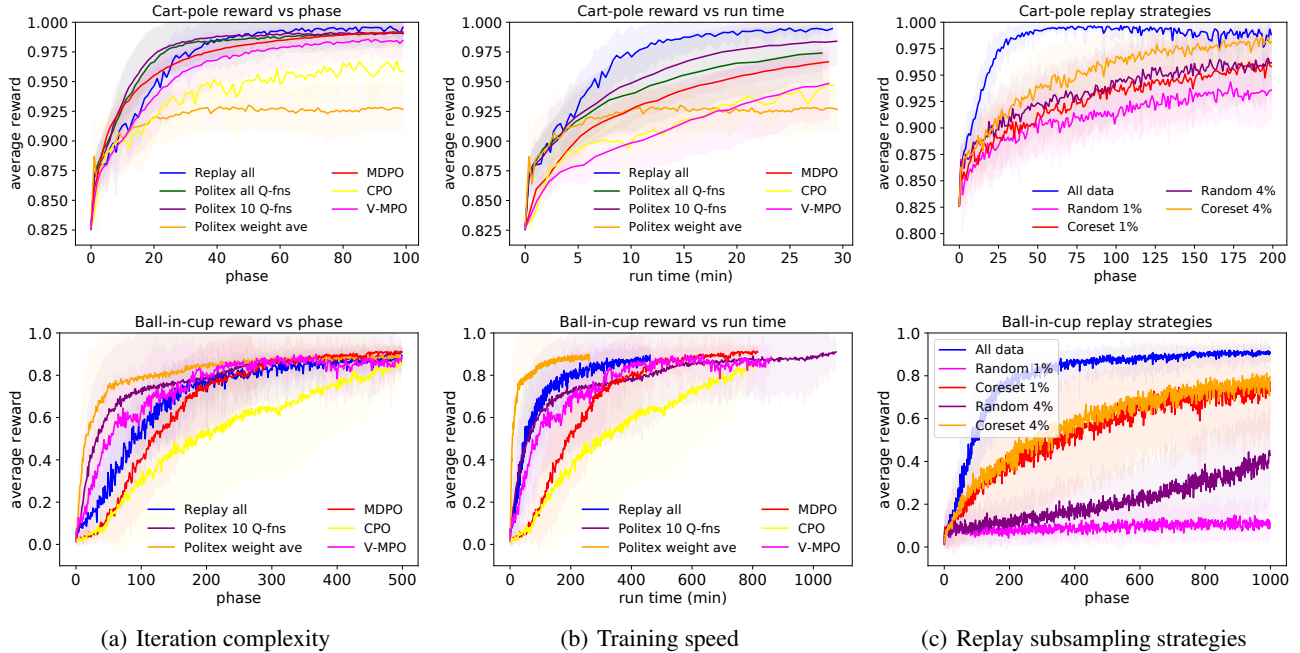 Cart-pole reward vs phase
average reward
1.000
0.975
0.950
0.925
0.900
0.875
0.850
0.825
Replay all
Politex all Q-fns
Politex 10 Q-fns
Politex weight ave
MDPO
CPO
V-MPO
0 20 40 60 80 100
phase
Cart-pole reward vs run time
average reward
1.000
0.975
0.950
0.925
0.900
0.875
0.850
0.825
Replay all
Politex all Q-fns
Politex 10 Q-fns
Politex weight ave
MDPO
CPO
V-MPO
0 5 10 15 20 25 30
run time (min)
Cart-pole replay strategies
average reward
1.000
0.975
0.950
0.925
0.900
0.875
0.850
0.825
0.800
All data
Random 1%
Coreset 1%
Random 4%
Coreset 4%
0 25 50 75 100 125 150 175 200
phase
Ball-in-cup reward vs phase
average reward
1.0
0.8
0.6
0.4
0.2
0.0
Replay all
Politex 10 Q-fns
Politex weight ave
MDPO
CPO
V-MPO
0 100 200 300 400 500
phase
Ball-in-cup reward vs run time
average reward
1.0
0.8
0.6
0.4
0.2
0.0
Replay all
Politex 10 Q-fns
Politex weight ave
MDPO
CPO
V-MPO
0 200 400 600 800 1000
run time (min)
Ball-in-cup replay strategies
average reward
1.0
0.8
0.6
0.4
0.2
0.0
All data
Random 1%
Coreset 1%
Random 4%
Coreset 4%
0 200 400 600 800 1000
phase
(a) Iteration complexity
(b) Training speed
(c) Replay subsampling strategies